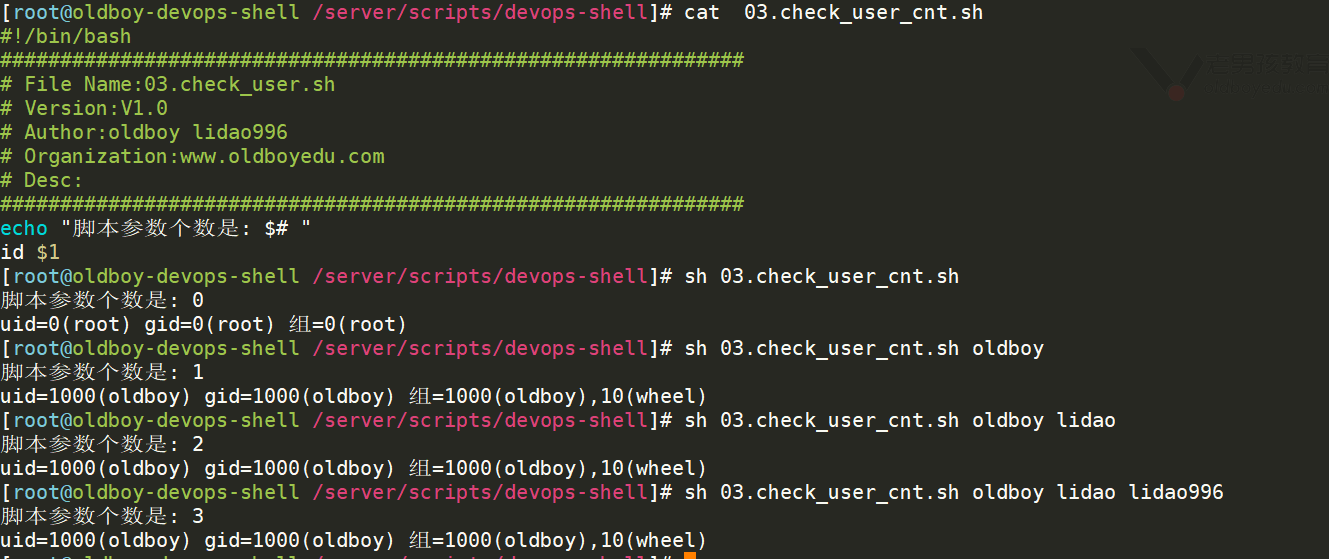 [root@oldboy-devops-shell /server/scripts/devops-shell]# cat  03.check_user_cnt.sh
#!/bin/bash
##############################################################
# File Name:03.check_user.sh
# Version:V1.0
# Author:oldboy lidao996
# Organization:www.oldboyedu.com
# Desc:
##############################################################
echo "脚本参数个数是: $# "
id $1
[root@oldboy-devops-shell /server/scripts/devops-shell]# sh 03.check_user_cnt.sh
脚本参数个数是: 0
uid=0(root) gid=0(root) 组=0(root)
[root@oldboy-devops-shell /server/scripts/devops-shell]# sh 03.check_user_cnt.sh oldboy
脚本参数个数是: 1
uid=1000(oldboy) gid=1000(oldboy) 组=1000(oldboy),10(wheel)
[root@oldboy-devops-shell /server/scripts/devops-shell]# sh 03.check_user_cnt.sh oldboy lidao
脚本参数个数是: 2
uid=1000(oldboy) gid=1000(oldboy) 组=1000(oldboy),10(wheel)
[root@oldboy-devops-shell /server/scripts/devops-shell]# sh 03.check_user_cnt.sh oldboy lidao lidao996
脚本参数个数是: 3
uid=1000(oldboy) gid=1000(oldboy) 组=1000(oldboy),10(wheel)
[root@oldboy-devops-shell /server/scripts/devops-shell]#